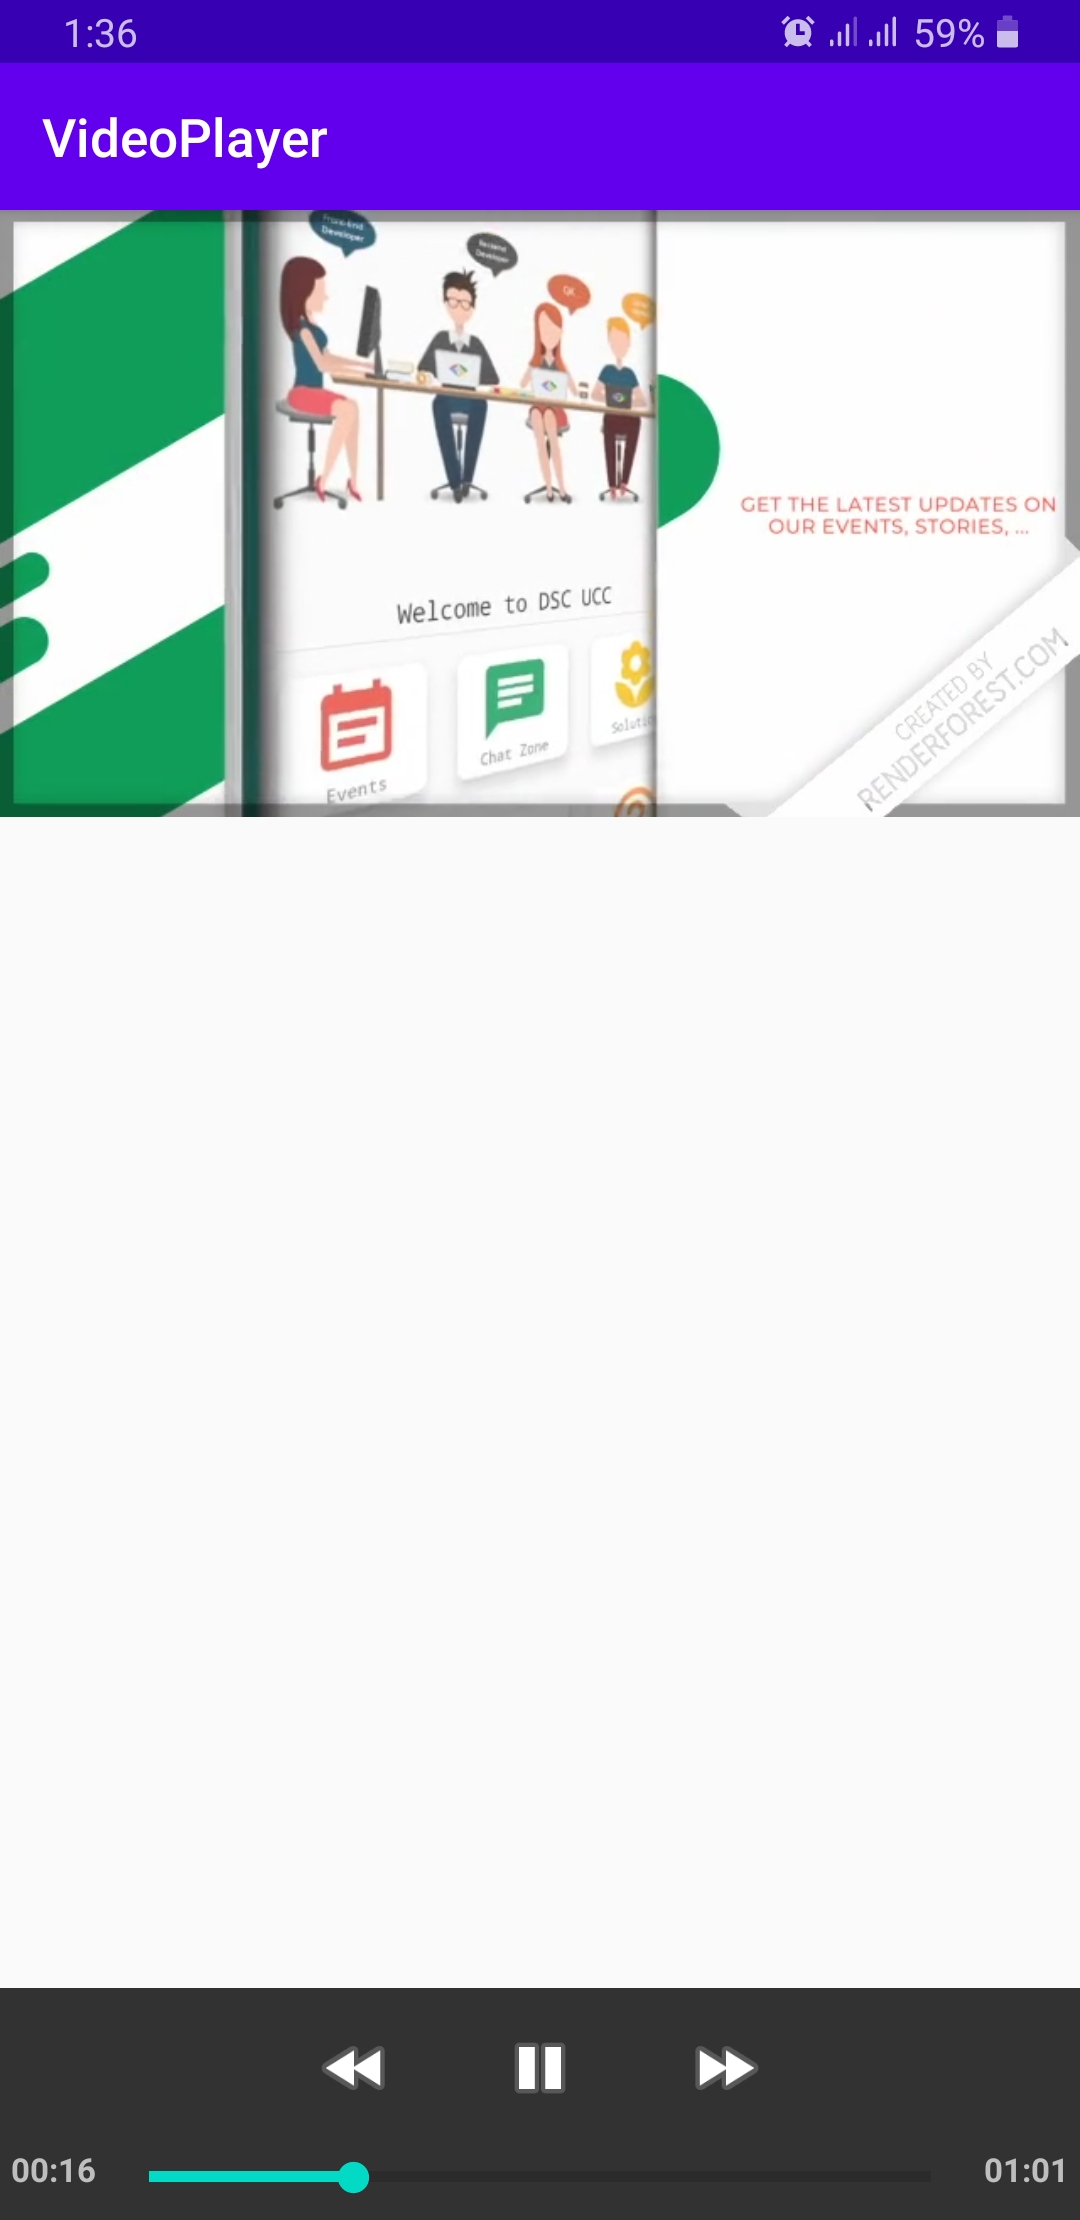 1:36
59%
VideoPlayer
Front-End
Developer
Backend
Developer
QC
GET THE LATEST UPDATES ON
OUR EVENTS, STORIES, ...
Welcome to DSC UCC
Events
Chat Zone
CREATED BY
RENDERFOREST.COM
00:16
01:01